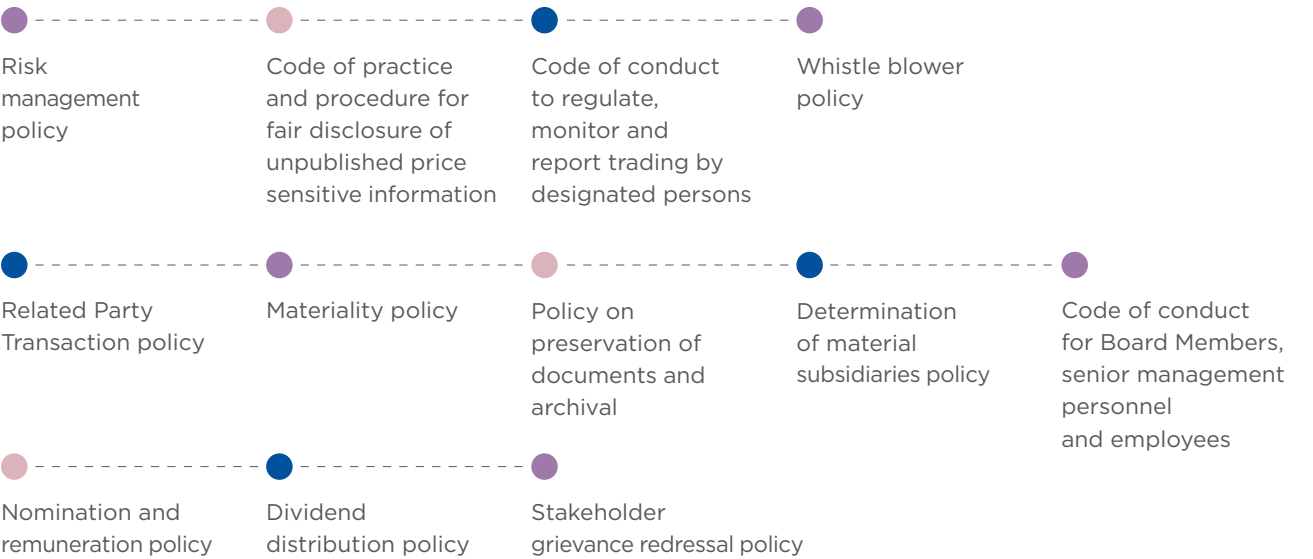 Risk
management
policy
Code of practice
and procedure for
fair disclosure of
unpublished price
sensitive information
Code of conduct
to regulate,
monitor and
report trading by
designated persons
Whistle blower
policy
Related Party
Transaction policy
Materiality policy
Policy on
preservation of
documents and
archival
Determination
of material
subsidiaries policy
Code of conduct
for Board Members,
senior management
personnel
and employees
Nomination and
remuneration policy
Dividend
distribution policy
Stakeholder
grievance redressal policy